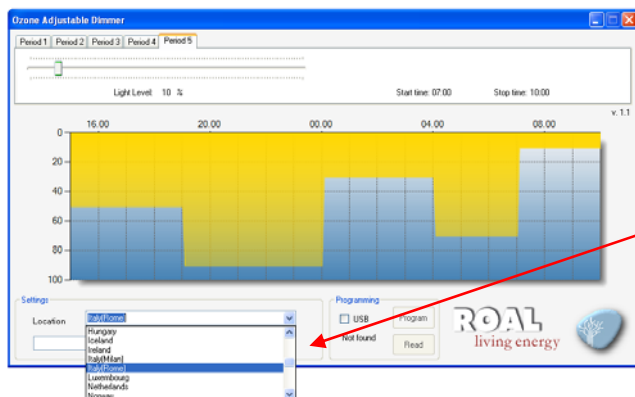 Ozone Adjustable Dimmer
Period 1 Period 2 Period 3 Period 4 Period 5
Light Level: 10 % Start time: 07:00 Stop time: 10:00
v. 1.1
16.00 20.00 00.00 04.00 08.00
0
20
40
60
80
100
Settings
Location Italy(Rome)
Hungary
Iceland
Ireland
Italy(Milan)
Italy(Rome)
Luxembourg
Netherlands
Norway
Programming
USB Program
Not found Read
ROAL
living energy